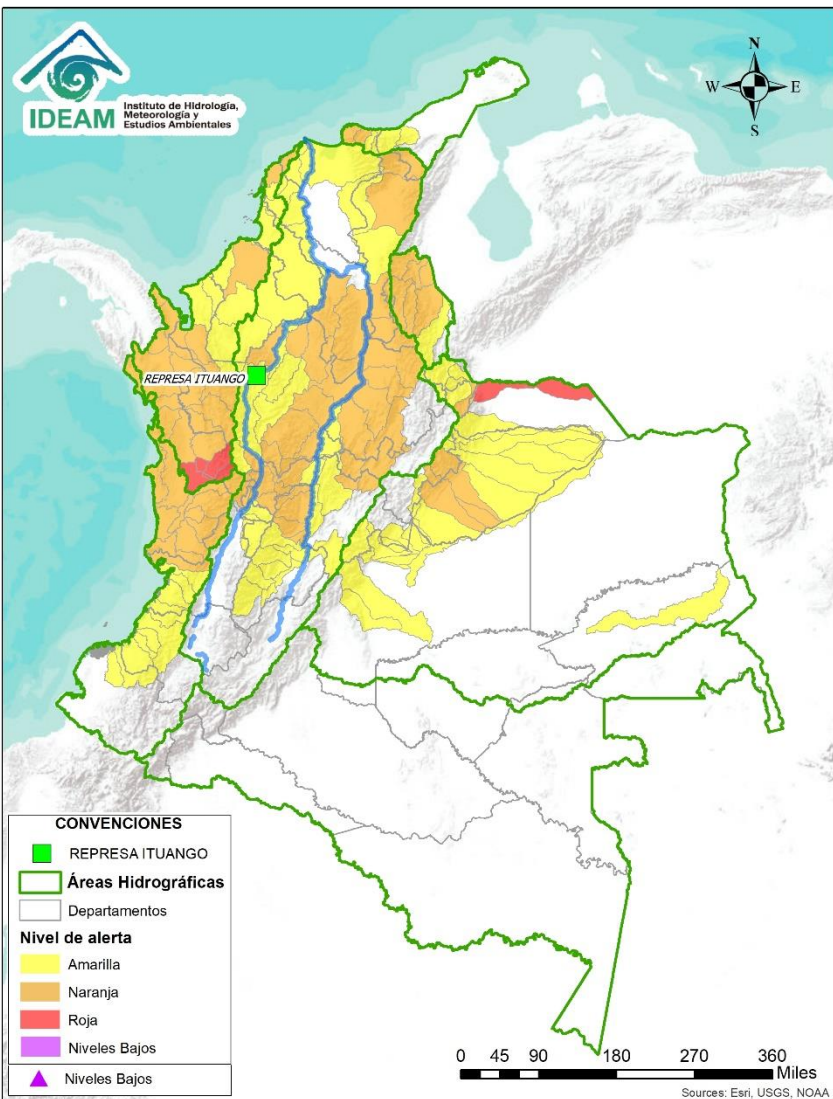 IDEAM
Instituto de Hidrología,
Meteorología y
Estudios Ambientales
N
W E
S
REPRESA ITUANGO
CONVENCIONES
REPRESA ITUANGO
Áreas Hidrográficas
Departamentos
Nivel de alerta
Amarilla
Naranja
Roja
Niveles Bajos
Niveles Bajos
0 45 90 180 270 360
Miles
Sources: Esri, USGS, NOAA